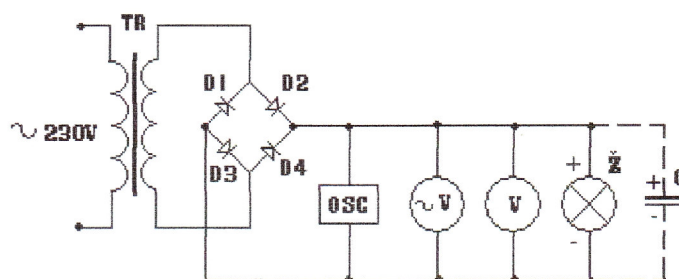 TR
D1 D2
~ 230V
D3 D4
OSC
~ V
V
+
Ž
-
+
-